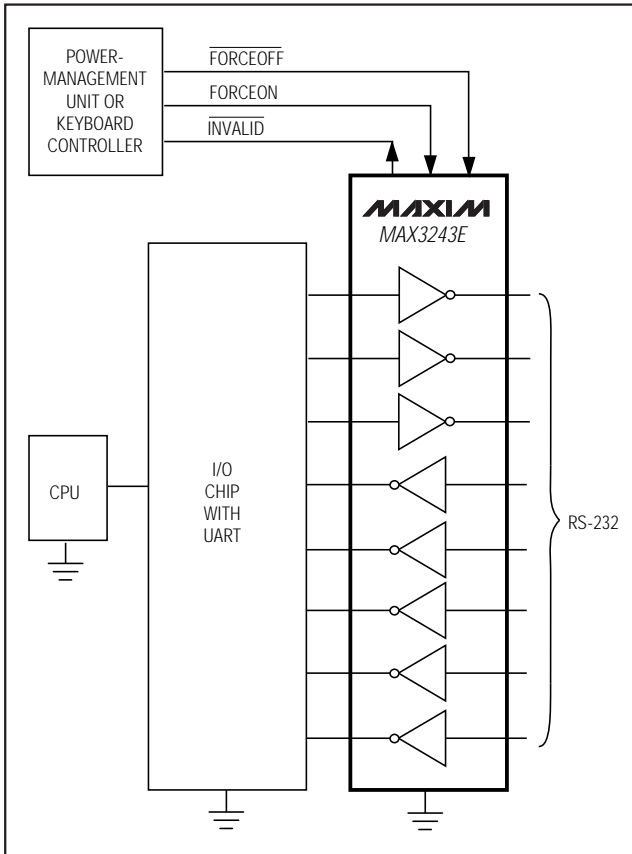 POWER-
MANAGEMENT
UNIT OR
KEYBOARD
CONTROLLER
FORCEOFF
FORCEON
INVALID
MAXIM
MAX3243E
CPU
I/O
CHIP
WITH
UART
RS-232